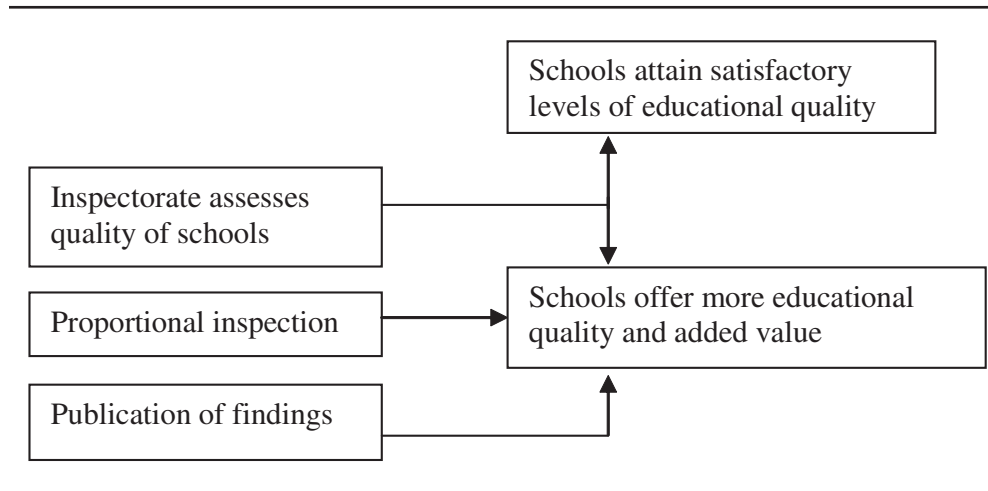 Schools attain satisfactory
levels of educational quality
Inspectorate assesses
quality of schools
Proportional inspection
Schools offer more educational
quality and added value
Publication of findings